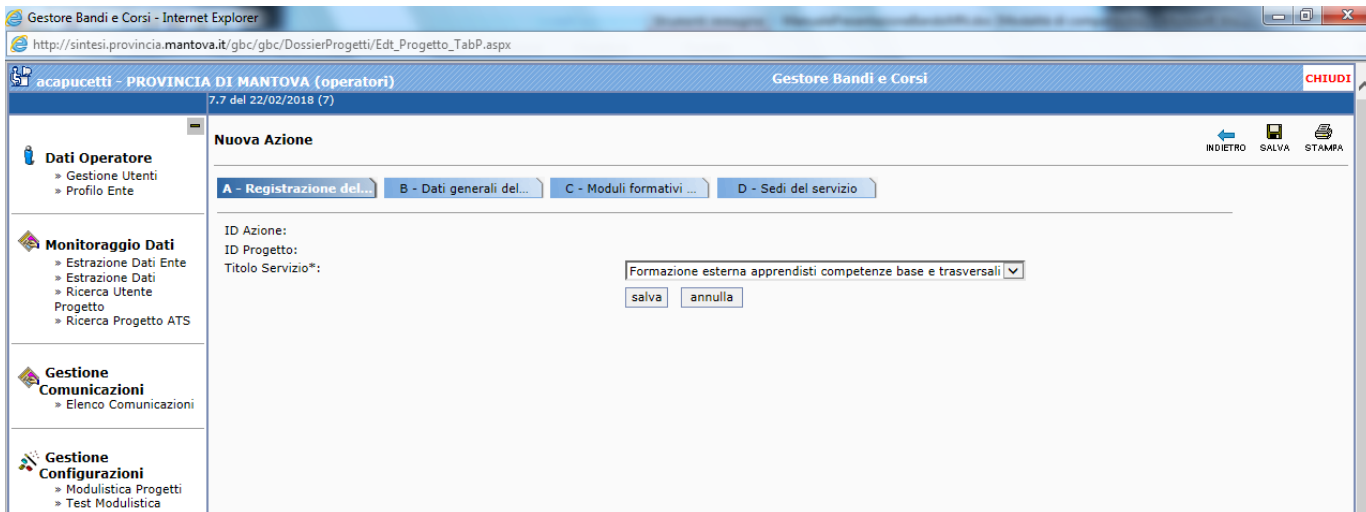 Gestore Bandi e Corsi - Internet Explorer
http://sintesi.provincia.mantova.it/gbc/gbc/DossierProgetti/Edt_Progetto_TabP.aspx
acapucetti - PROVINCIA DI MANTOVA (operatori)
Gestore Bandi e Corsi
CHIUDI
7.7 del 22/02/2018 (7)
Dati Operatore
» Gestione Utenti
» Profilo Ente
Monitoraggio Dati
» Estrazione Dati Ente
» Estrazione Dati
» Ricerca Utente
Progetto
» Ricerca Progetto ATS
Gestione
Comunicazioni
» Elenco Comunicazioni
Gestione
Configurazioni
» Modulistica Progetti
» Test Modulistica
Nuova Azione
INDIETRO SALVA STAMPA
A - Registrazione del... B - Dati generali del... C - Moduli formativi ... D - Sedi del servizio
ID Azione:
ID Progetto:
Titolo Servizio*: Formazione esterna apprendisti competenze base e trasversali
salva annulla